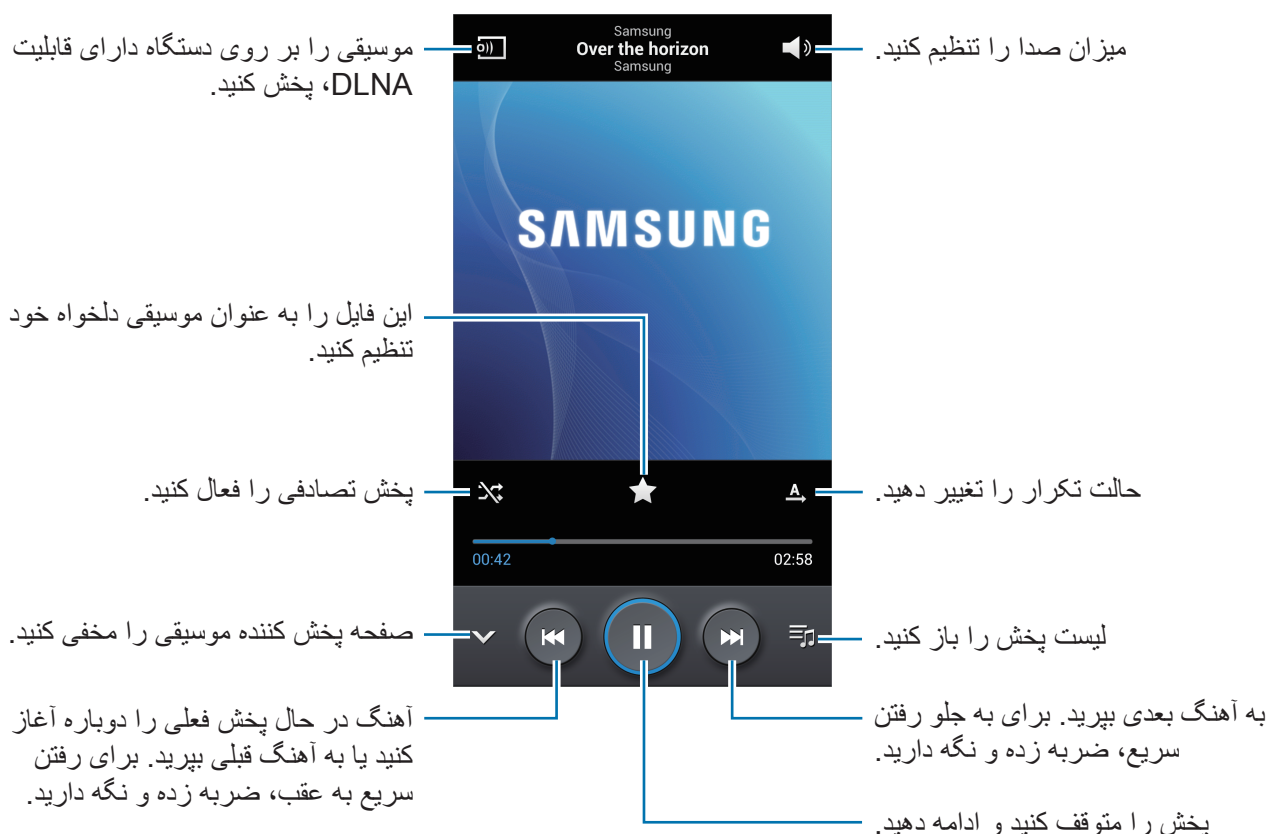 Samsung
Over the horizon
Samsung
میزان صدا را تنظیم کنید.
موسیقی را بر روی دستگاه دارای قابلیت
DLNA، پخش کنید.
SAMSUNG
این فایل را به عنوان موسیقی دلخواه خود
تنظیم کنید.
حالت تکرار را تغییر دهید.
A
پخش تصادفی را فعال کنید.
00:42
02:58
لیست پخش را باز کنید.
صفحه پخش کننده موسیقی را مخفی کنید.
به آهنگ بعدی بپرید. برای به جلو رفتن
سریع، ضربه زده و نگه دارید.
آهنگ در حال پخش فعلی را دوباره آغاز
کنید یا به آهنگ قبلی بپرید. برای رفتن
سریع به عقب، ضربه زده و نگه دارید.
پخش را متوقف کنید و ادامه دهید.